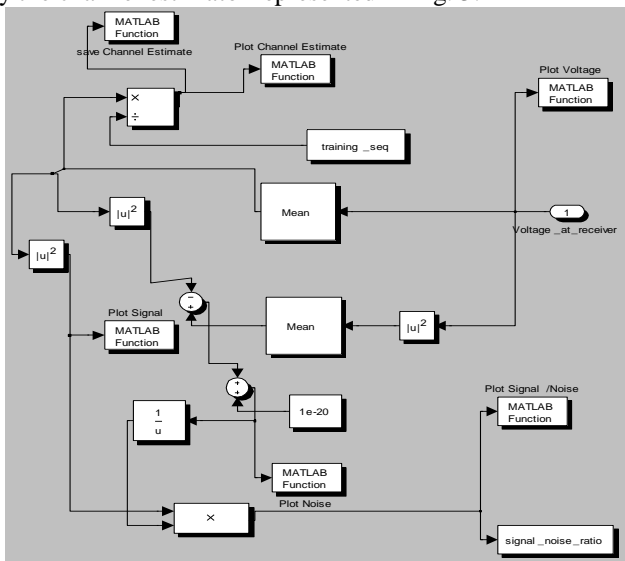 MATLAB
Function
save Channel Estimate
Plot Channel Estimate
MATLAB
Function
Plot Voltage
MATLAB
Function
×
÷
training _seq
|u|2
Mean
1
Voltage _at_receiver
|u|2
−
+
Mean
|u|2
Plot Signal
MATLAB
Function
+
+
1e-20
Plot Signal /Noise
MATLAB
Function
1
u
MATLAB
Function
Plot Noise
×
signal _noise_ratio